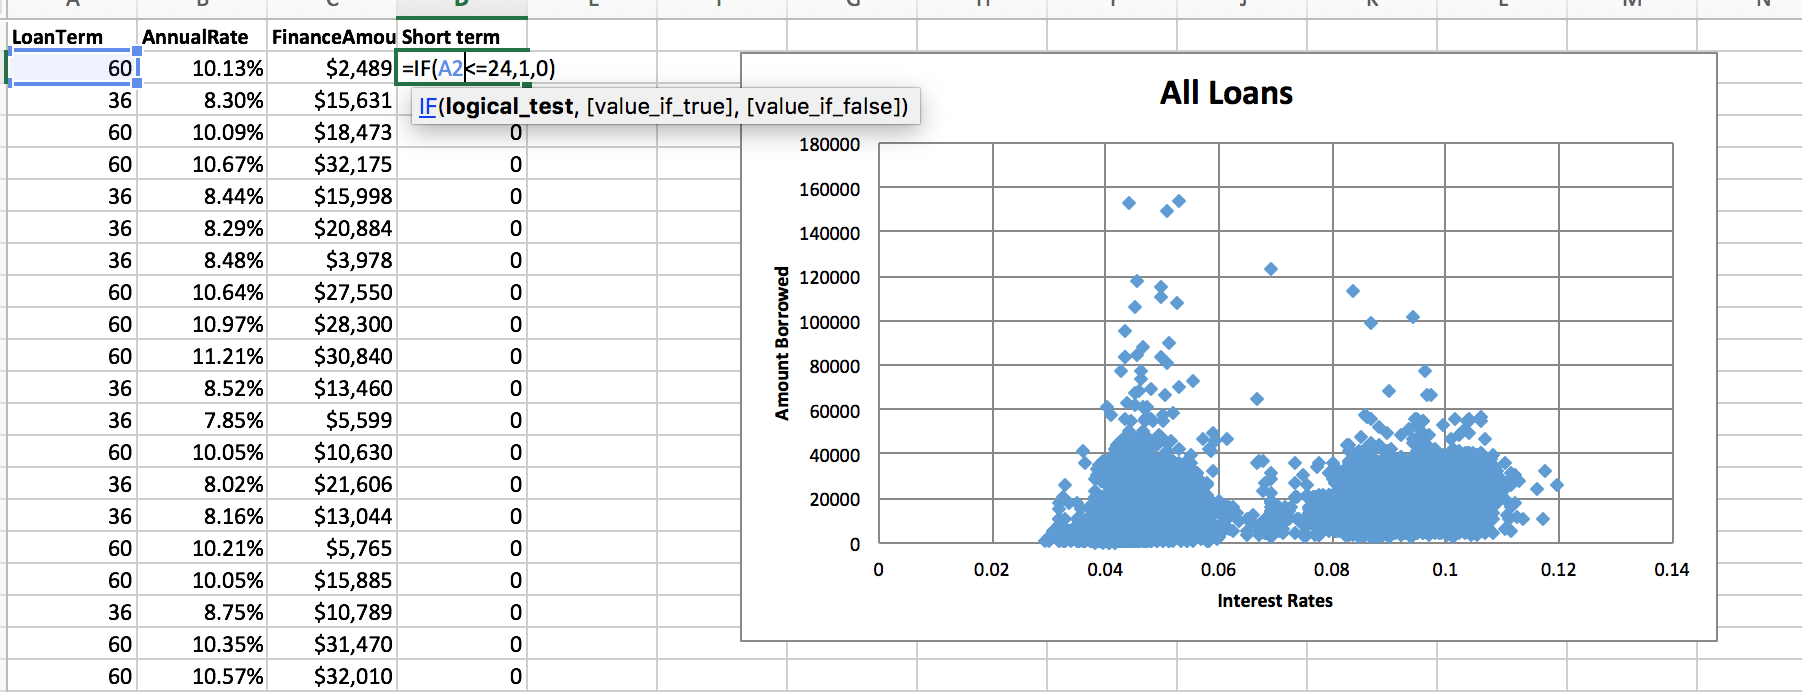 LoanTerm AnnualRate FinanceAmou Short term
60 10.13% $2,489 =IF(A2<=24,1,0)
36 8.30% $15,631
IF(logical_test, [value_if_true], [value_if_false])
60 10.09% $18,473 0
60 10.67% $32,175 0
36 8.44% $15,998 0
36 8.29% $20,884 0
36 8.48% $3,978 0
60 10.64% $27,550 0
60 10.97% $28,300 0
60 11.21% $30,840 0
36 8.52% $13,460 0
36 7.85% $5,599 0
60 10.05% $10,630 0
36 8.02% $21,606 0
36 8.16% $13,044 0
60 10.21% $5,765 0
60 10.05% $15,885 0
36 8.75% $10,789 0
60 10.35% $31,470 0
60 10.57% $32,010 0
All Loans
Amount Borrowed
180000
160000
140000
120000
100000
80000
60000
40000
20000
0
0 0.02 0.04 0.06 0.08 0.1 0.12 0.14
Interest Rates